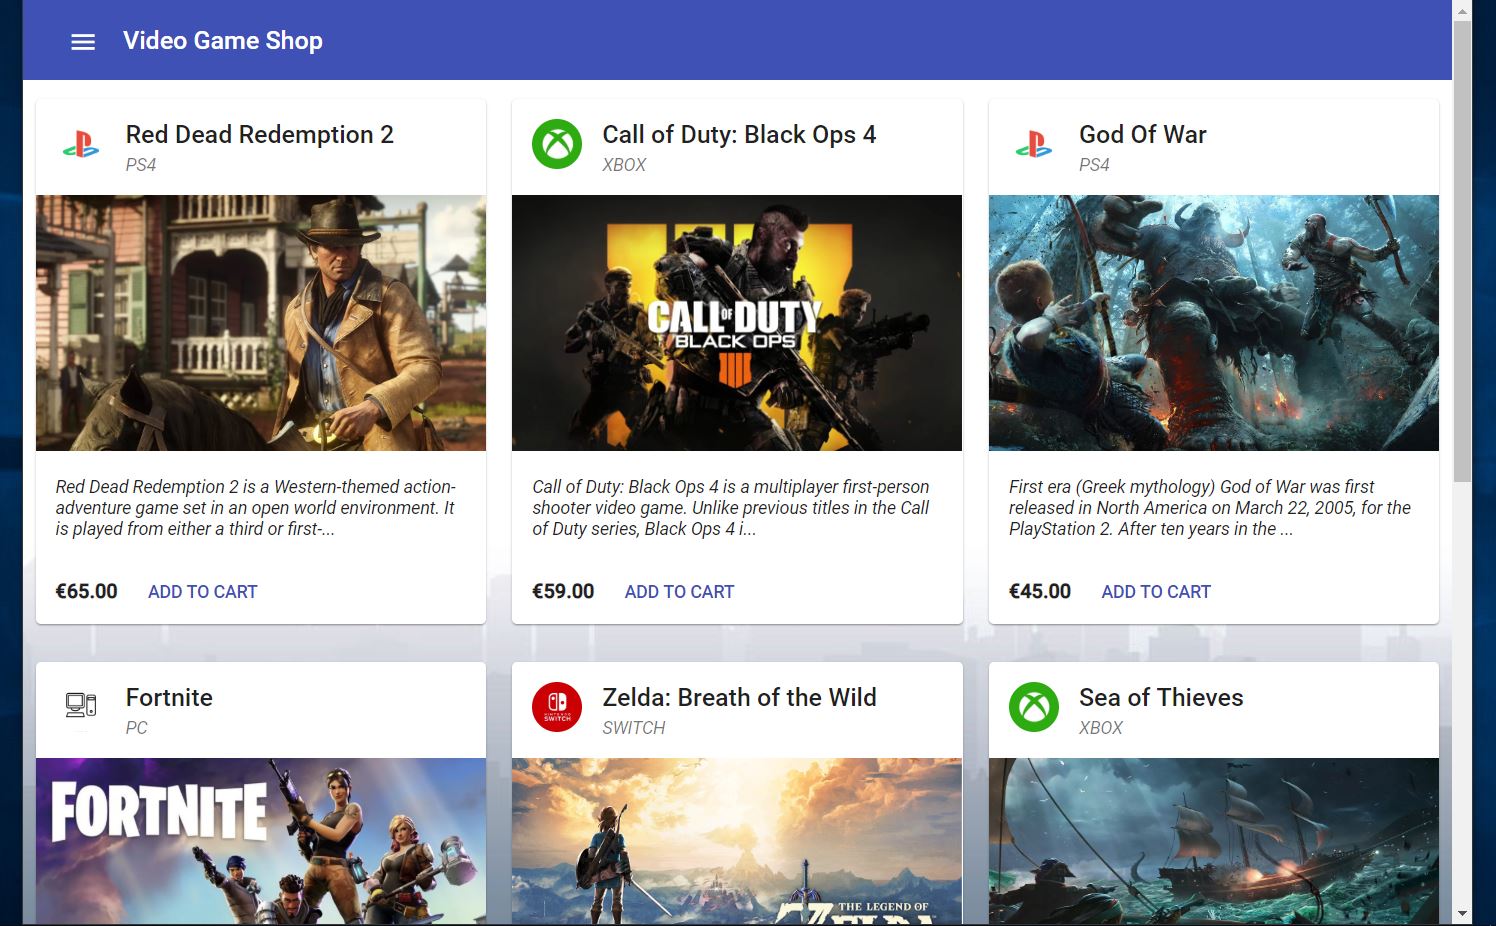 Video Game Shop
Red Dead Redemption 2
PS4
Red Dead Redemption 2 is a Western-themed action-
adventure game set in an open world environment. It
is played from either a third or first-...
€65.00 ADD TO CART
Call of Duty: Black Ops 4
XBOX
CALL OF DUTY
BLACK OPS
IIII
Call of Duty: Black Ops 4 is a multiplayer first-person
shooter video game. Unlike previous titles in the Call
of Duty series, Black Ops 4 i...
€59.00 ADD TO CART
God Of War
PS4
First era (Greek mythology) God of War was first
released in North America on March 22, 2005, for the
PlayStation 2. After ten years in the ...
€45.00 ADD TO CART
Fortnite
PC
FORTNITE
Zelda: Breath of the Wild
SWITCH
NINTENDO
SWITCH
THE LEGEND OF
ZELDA
Sea of Thieves
XBOX